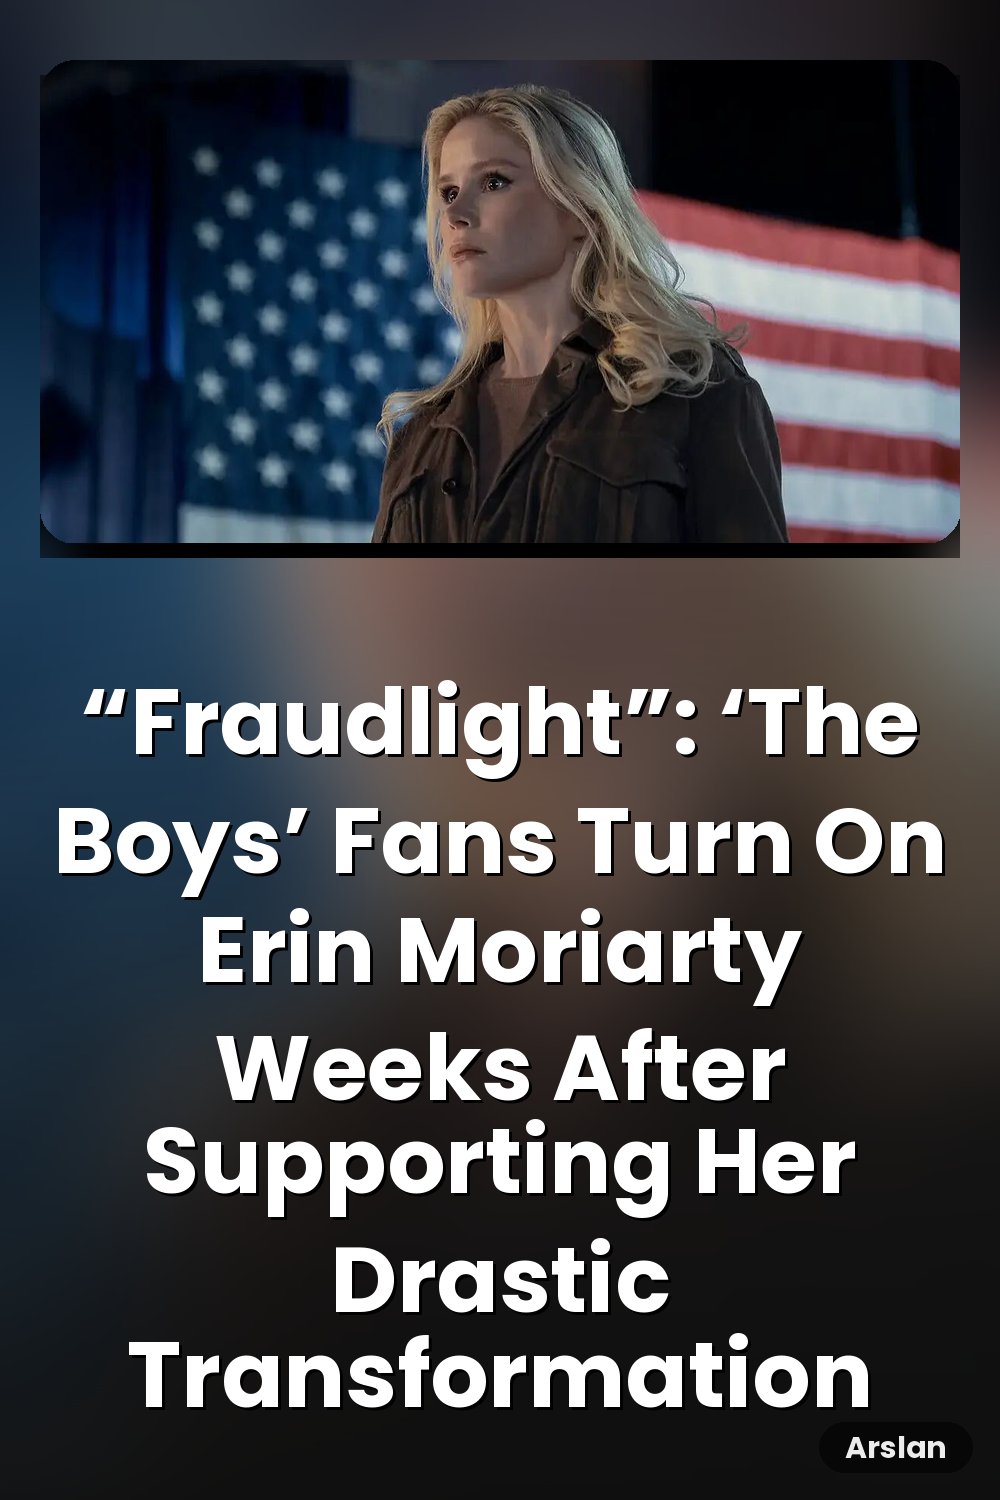 “Fraudlight”: ‘The
Boys’ Fans Turn On
Erin Moriarty
Weeks After
Supporting Her
Drastic
Transformation
Arslan